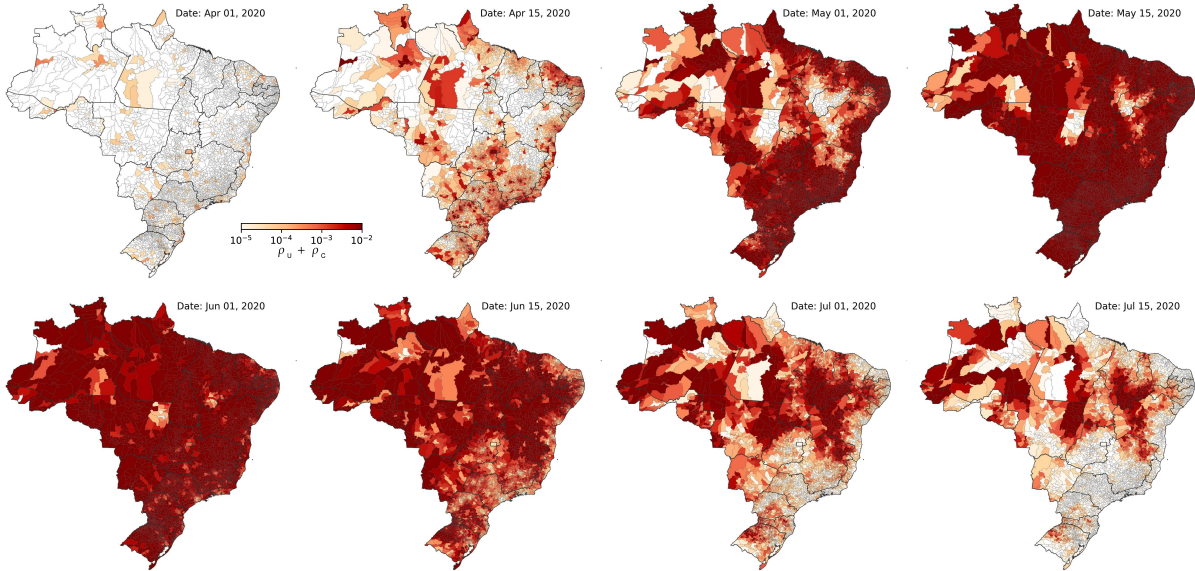 Date: Apr 01, 2020
Date: Apr 15, 2020
Date: May 01, 2020
Date: May 15, 2020
10⁻⁵ 10⁻⁴ 10⁻³ 10⁻²
ρᵤ + ρ_c
Date: Jun 01, 2020
Date: Jun 15, 2020
Date: Jul 01, 2020
Date: Jul 15, 2020